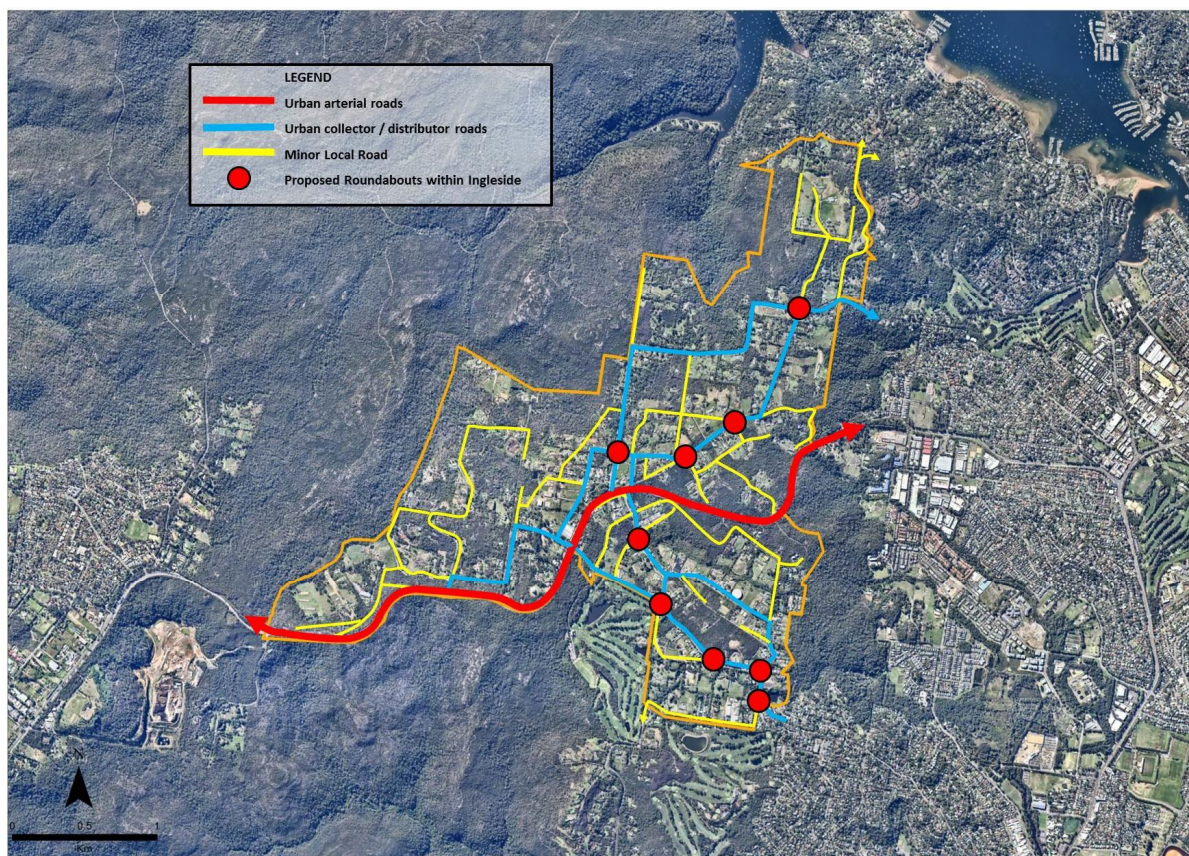 LEGEND
Urban arterial roads
Urban collector / distributor roads
Minor Local Road
Proposed Roundabouts within Ingleside
N
0 0.5 1
Km